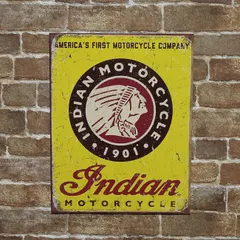 AMERICA'S FIRST MOTORCYCLE COMPANY
INDIAN MOTORCYCLE
• 1901 •
Indian
MOTORCYCLE